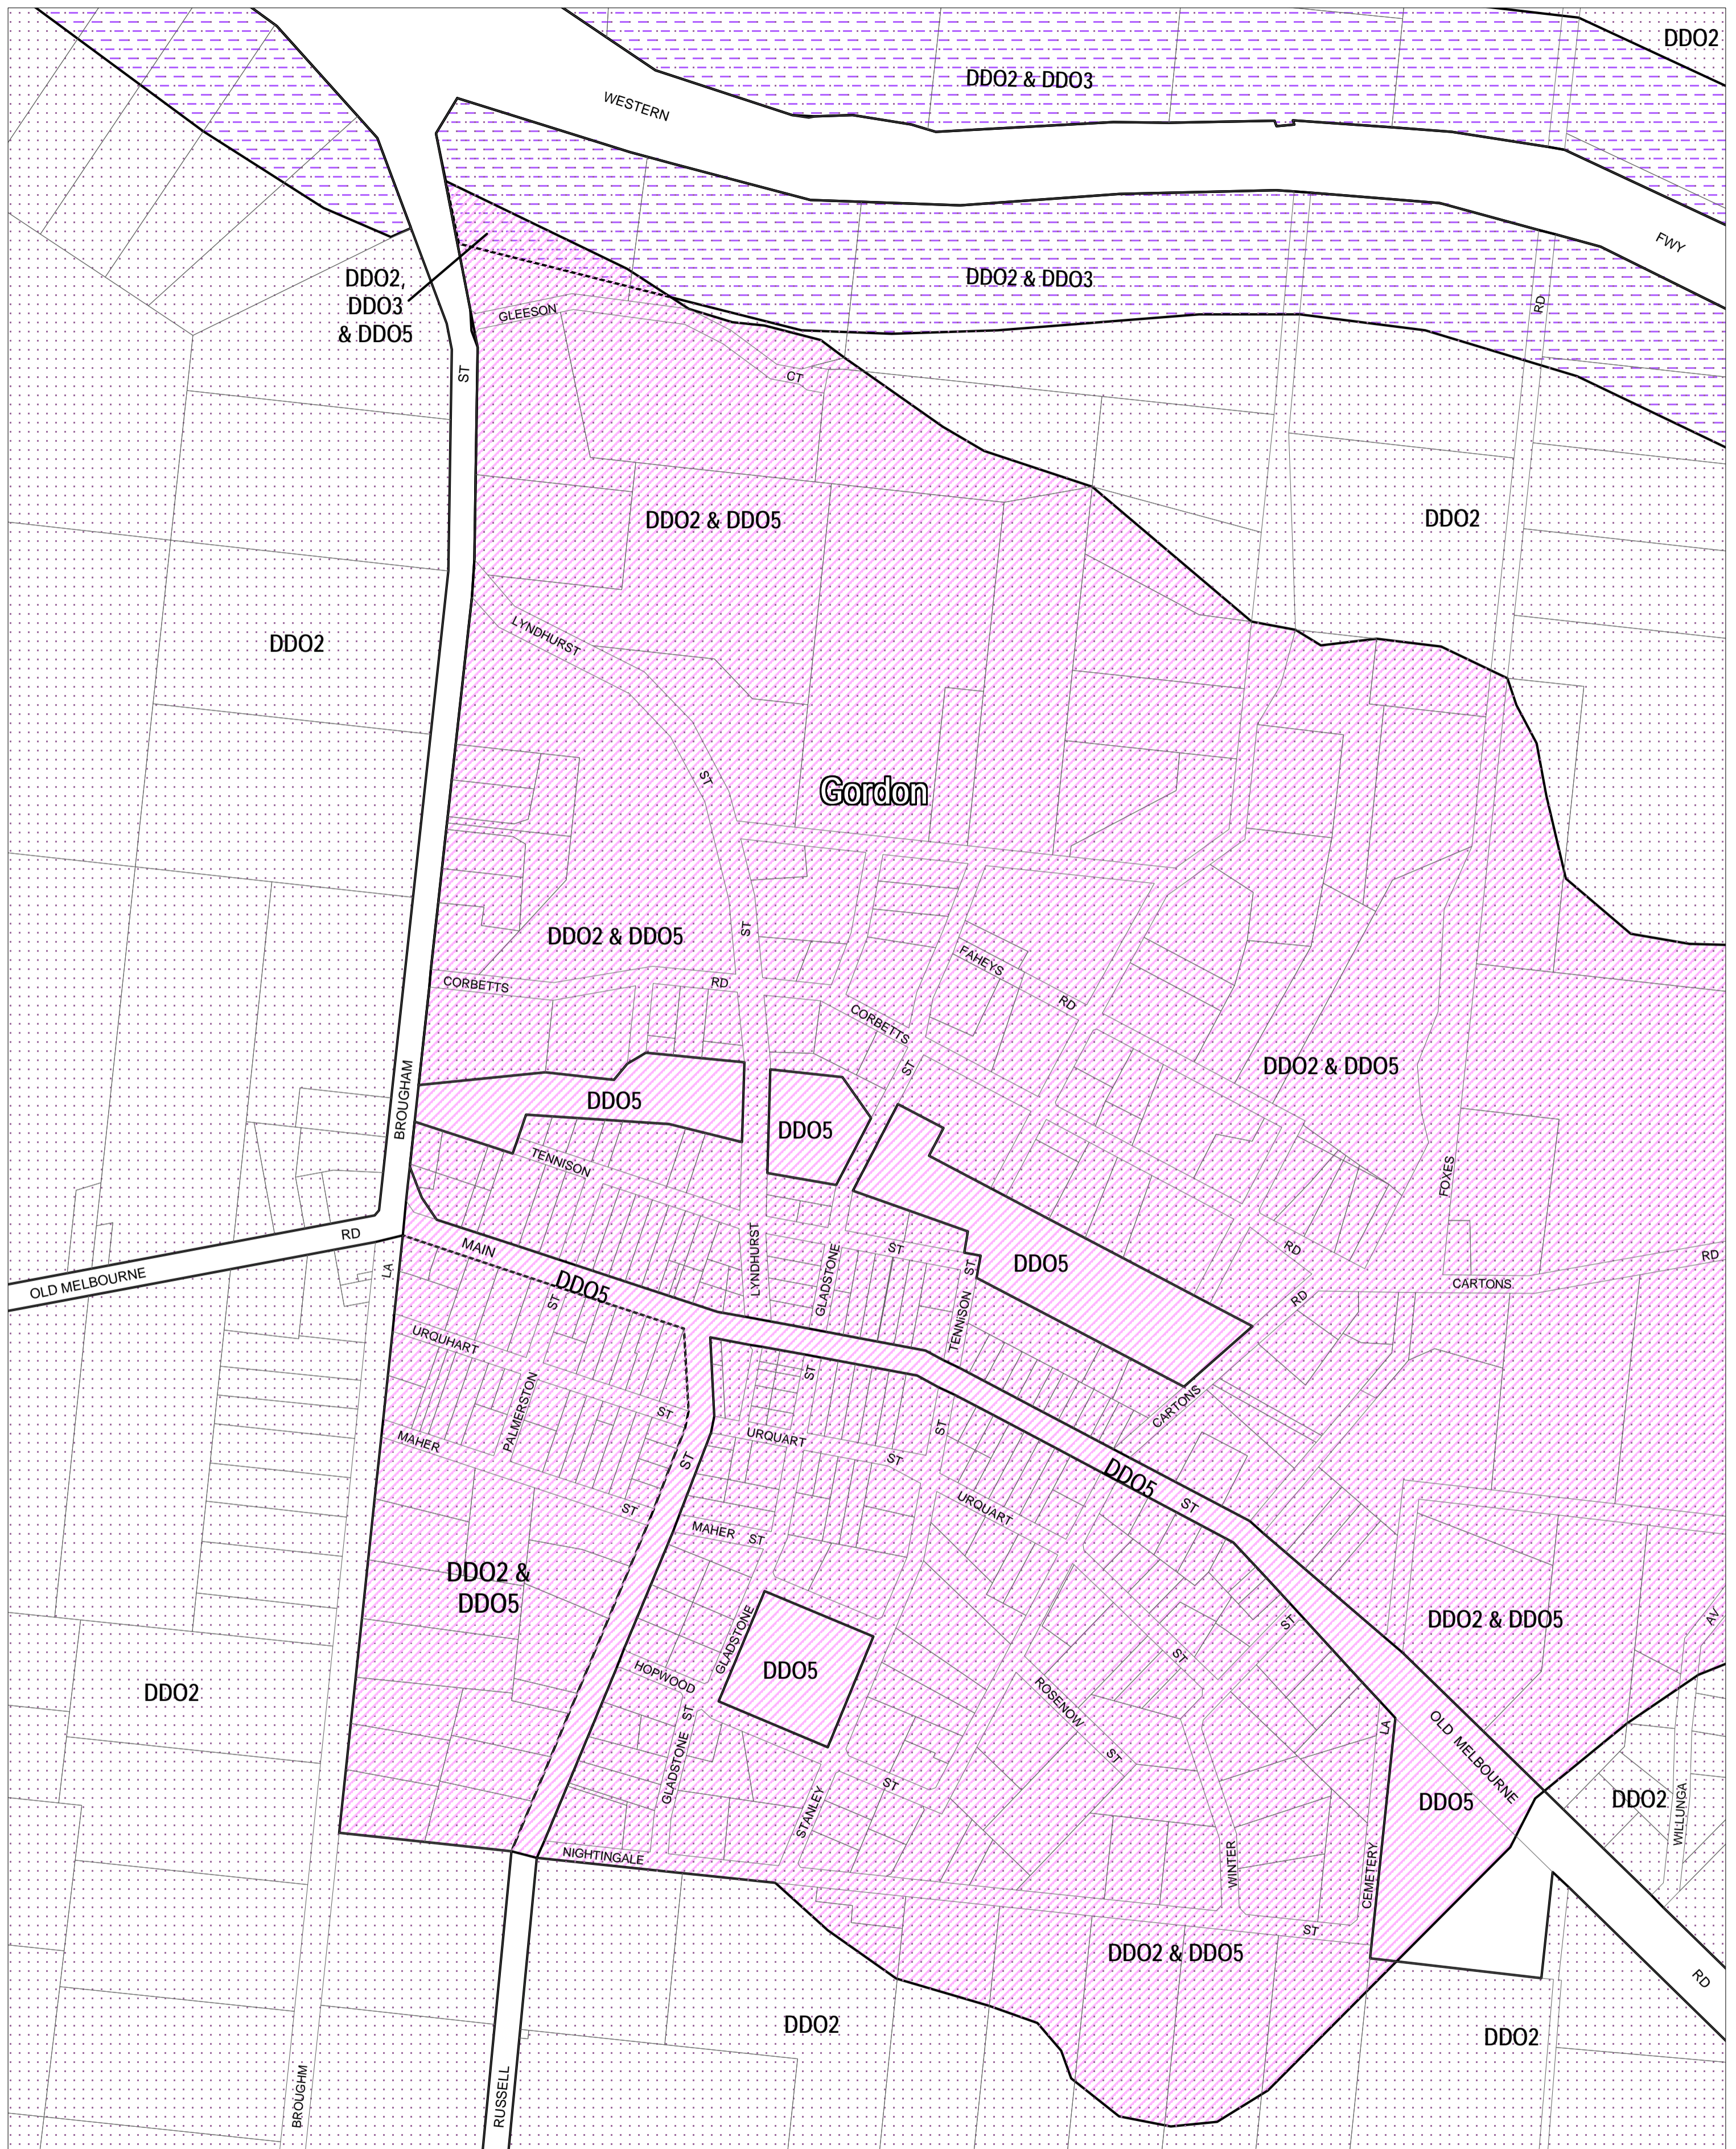 DDO2
DDO2 & DDO3
WESTERN
FWY
DDO2,
DDO3
& DDO5
DDO2 & DDO3
RD
GLEESON
CT
ST
DDO2 & DDO5
DDO2
LYNDHURST
DDO2
ST
Gordon
ST
DDO2 & DDO5
FAHEYS
RD
CORBETTS
RD
CORBETTS
ST
DDO2 & DDO5
BROUGHAM
DDO5
DDO5
TENNISON
FOXES
RD
MAIN
LYNDHURST
GLADSTONE
ST
ST
DDO5
RD
RD
CARTONS
RD
OLD MELBOURNE
LA
DDO5
ST
TENNISON
URQUHART
ST
CARTONS
PALMERSTON
ST
MAHER
ST
URQUART
ST
ST
DDO5
ST
URQUART
ST
MAHER
ST
DDO2 &
DDO5
GLADSTONE
ST
DDO2 & DDO5
AV
DDO5
HOPWOOD
ST
ROSENOW
DDO2
ST
LA
OLD MELBOURNE
GLADSTONE
ST
ST
STANLEY
DDO5
DDO2
WILLUNGA
NIGHTINGALE
WINTER
CEMETERY
ST
DDO2 & DDO5
RD
DDO2
DDO2
BROUGHM
RUSSELL